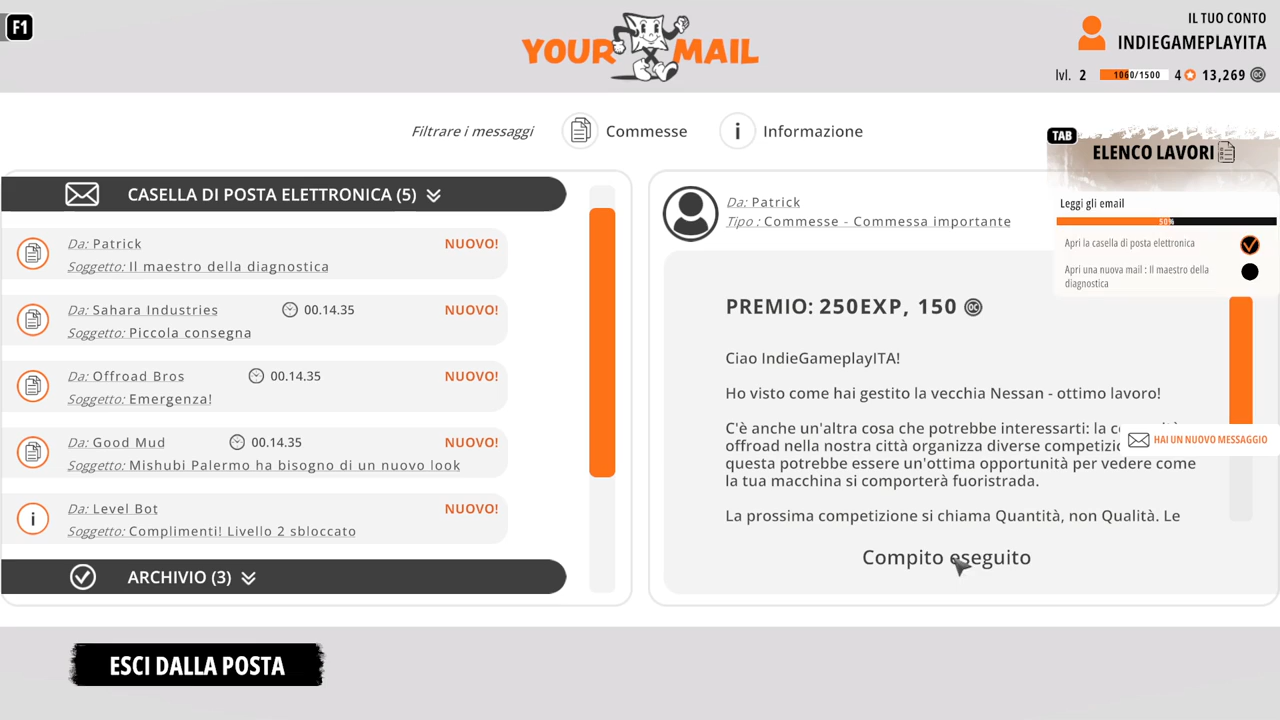 F1
YOUR MAIL
IL TUO CONTO
INDIEGAMEPLAYITA
lvl. 2 1060/1500 4 13,269 OC
Filtrare i messaggi
Commesse
i Informazione
TAB
ELENCO LAVORI
Leggi gli email
50%
Apri la casella di posta elettronica
Apri una nuova mail : Il maestro della
diagnostica
CASELLA DI POSTA ELETTRONICA (5)
Da: Patrick NUOVO!
Soggetto: Il maestro della diagnostica
Da: Sahara Industries 00.14.35 NUOVO!
Soggetto: Piccola consegna
Da: Offroad Bros 00.14.35 NUOVO!
Soggetto: Emergenza!
Da: Good Mud 00.14.35 NUOVO!
Soggetto: Mishubi Palermo ha bisogno di un nuovo look
i Da: Level Bot NUOVO!
Soggetto: Complimenti! Livello 2 sbloccato
ARCHIVIO (3)
Da: Patrick
Tipo : Commesse - Commessa importante
PREMIO: 250EXP, 150 OC
Ciao IndieGameplayITA!
Ho visto come hai gestito la vecchia Nessan - ottimo lavoro!
C'è anche un'altra cosa che potrebbe interessarti: la
offroad nella nostra città organizza diverse
questa potrebbe essere un'ottima opportunità per vedere come
la tua macchina si comporterà fuoristrada.
La prossima competizione si chiama Quantità, non Qualità. Le
HAI UN NUOVO MESSAGGIO
Compito eseguito
ESCI DALLA POSTA